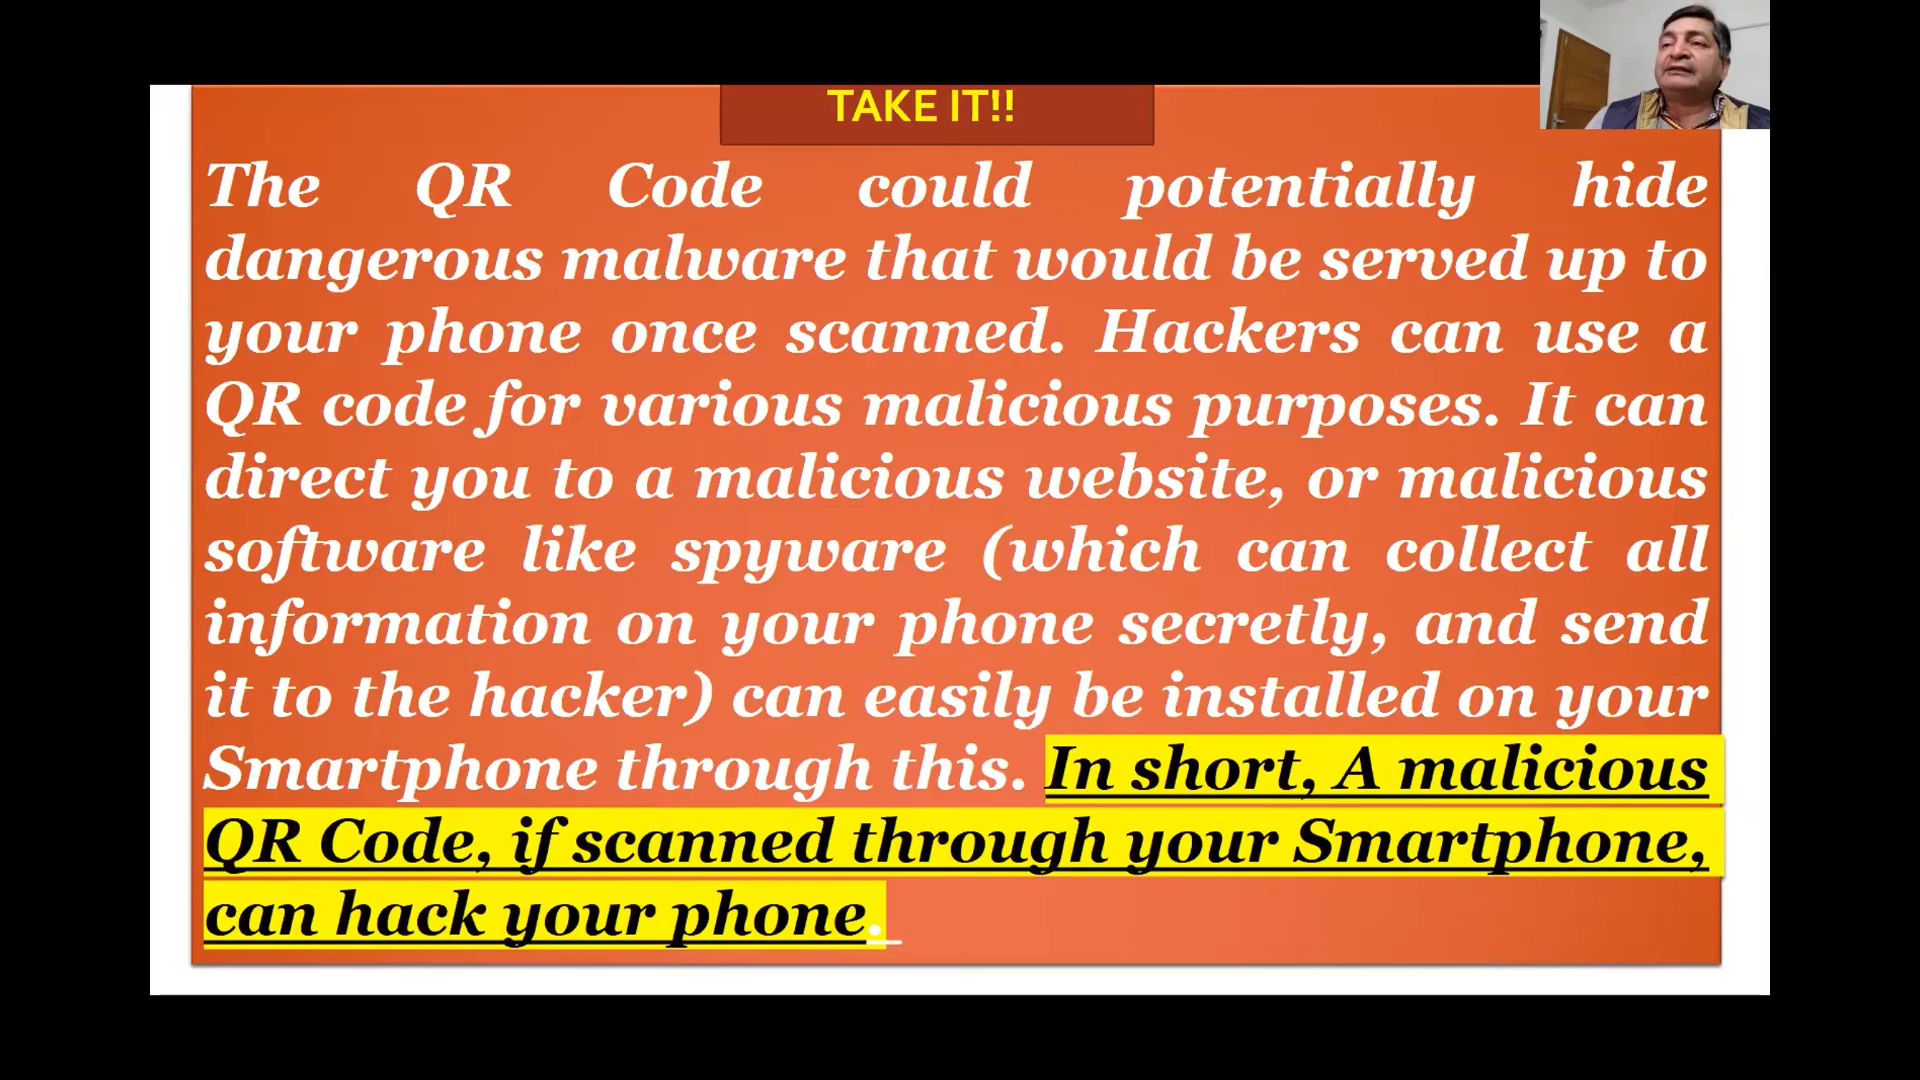 TAKE IT!!
The QR Code could potentially hide
dangerous malware that would be served up to
your phone once scanned. Hackers can use a
QR code for various malicious purposes. It can
direct you to a malicious website, or malicious
software like spyware (which can collect all
information on your phone secretly, and send
it to the hacker) can easily be installed on your
Smartphone through this. In short, A malicious
QR Code, if scanned through your Smartphone,
can hack your phone.